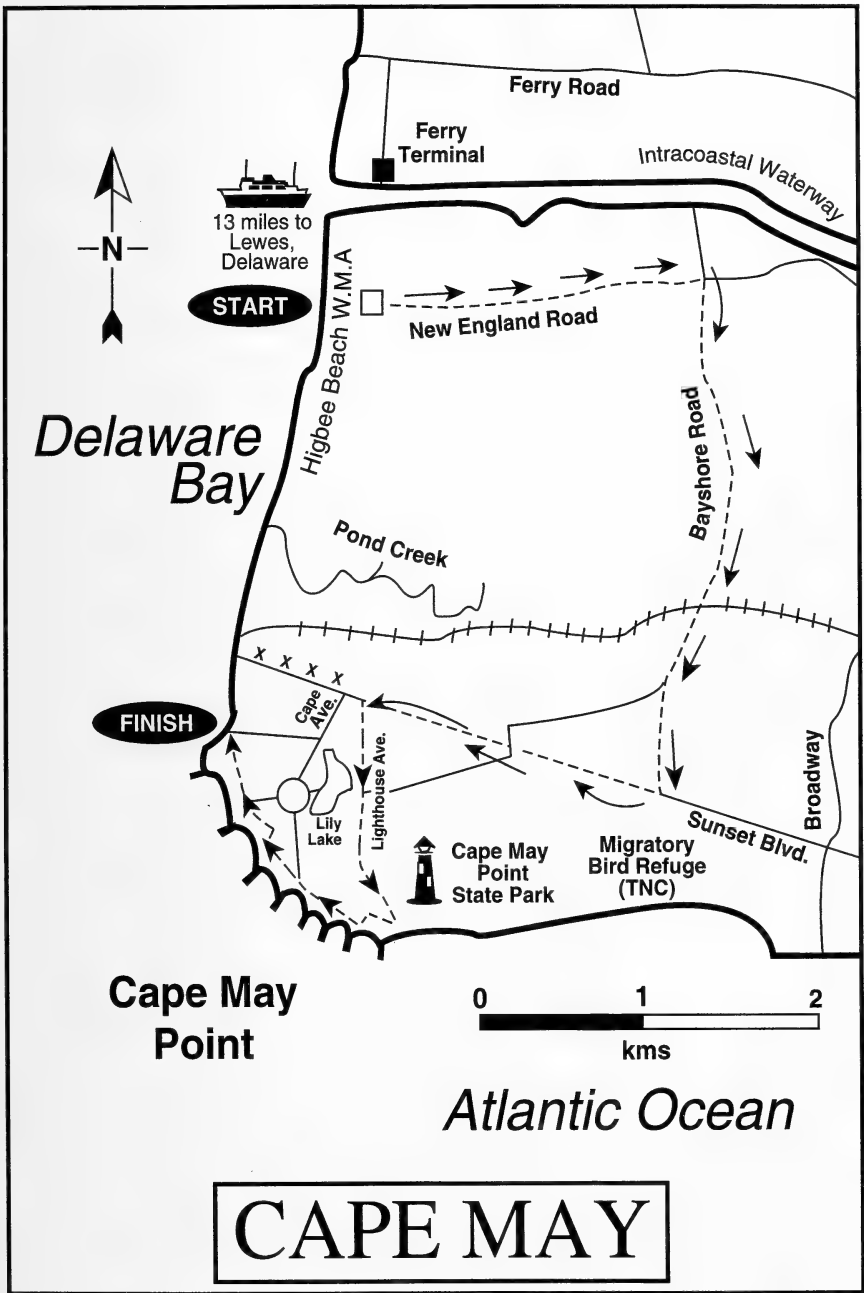 Ferry Road
Ferry
Terminal
Intracoastal Waterway
N
13 miles to
Lewes,
Delaware
START
Higbee Beach W.M.A
New England Road
Delaware
Bay
Bayshore Road
Pond Creek
X X X X
Cape
Ave.
FINISH
Lighthouse Ave.
Broadway
Lily
Lake
Sunset Blvd.
Cape May
Point
State Park
Migratory
Bird Refuge
(TNC)
Cape May
Point
0 1 2
kms
Atlantic Ocean
CAPE MAY